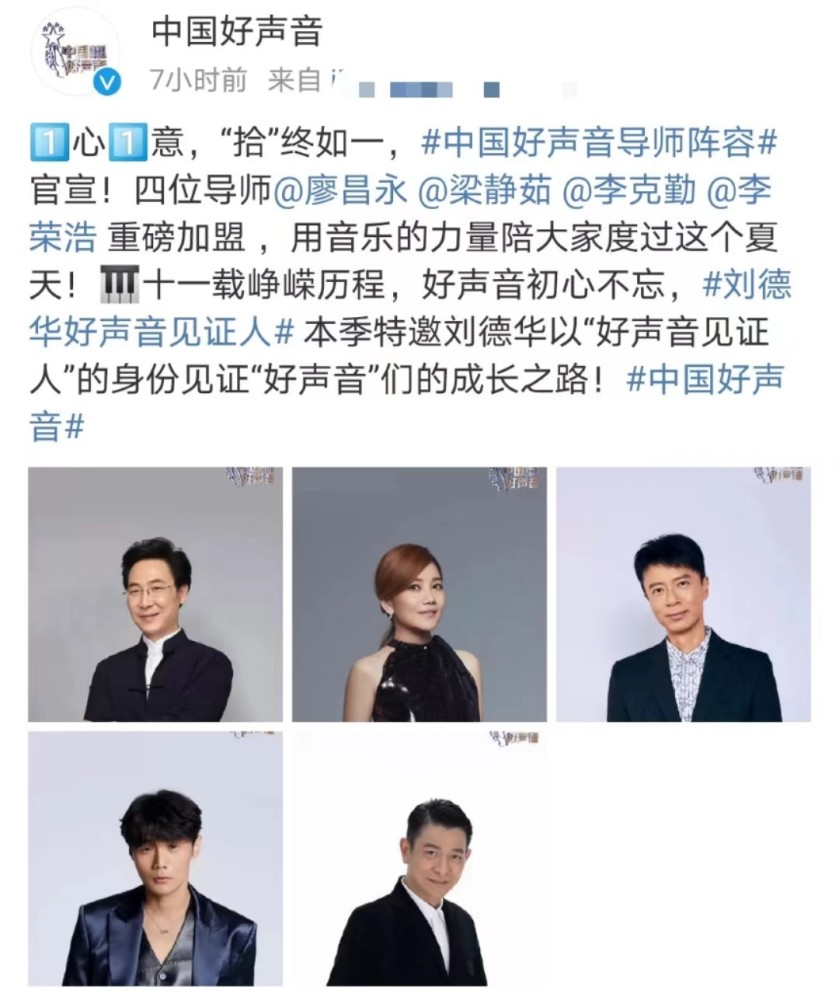 中国好声音
7小时前 来自
1心1意，“拾”终如一，#中国好声音导师阵容#
官宣！四位导师@廖昌永 @梁静茹 @李克勤 @李
荣浩 重磅加盟 ，用音乐的力量陪大家度过这个夏
天！🎹十一载峥嵘历程，好声音初心不忘，#刘德
华好声音见证人# 本季特邀刘德华以“好声音见证
人”的身份见证“好声音”们的成长之路！#中国好声
音#